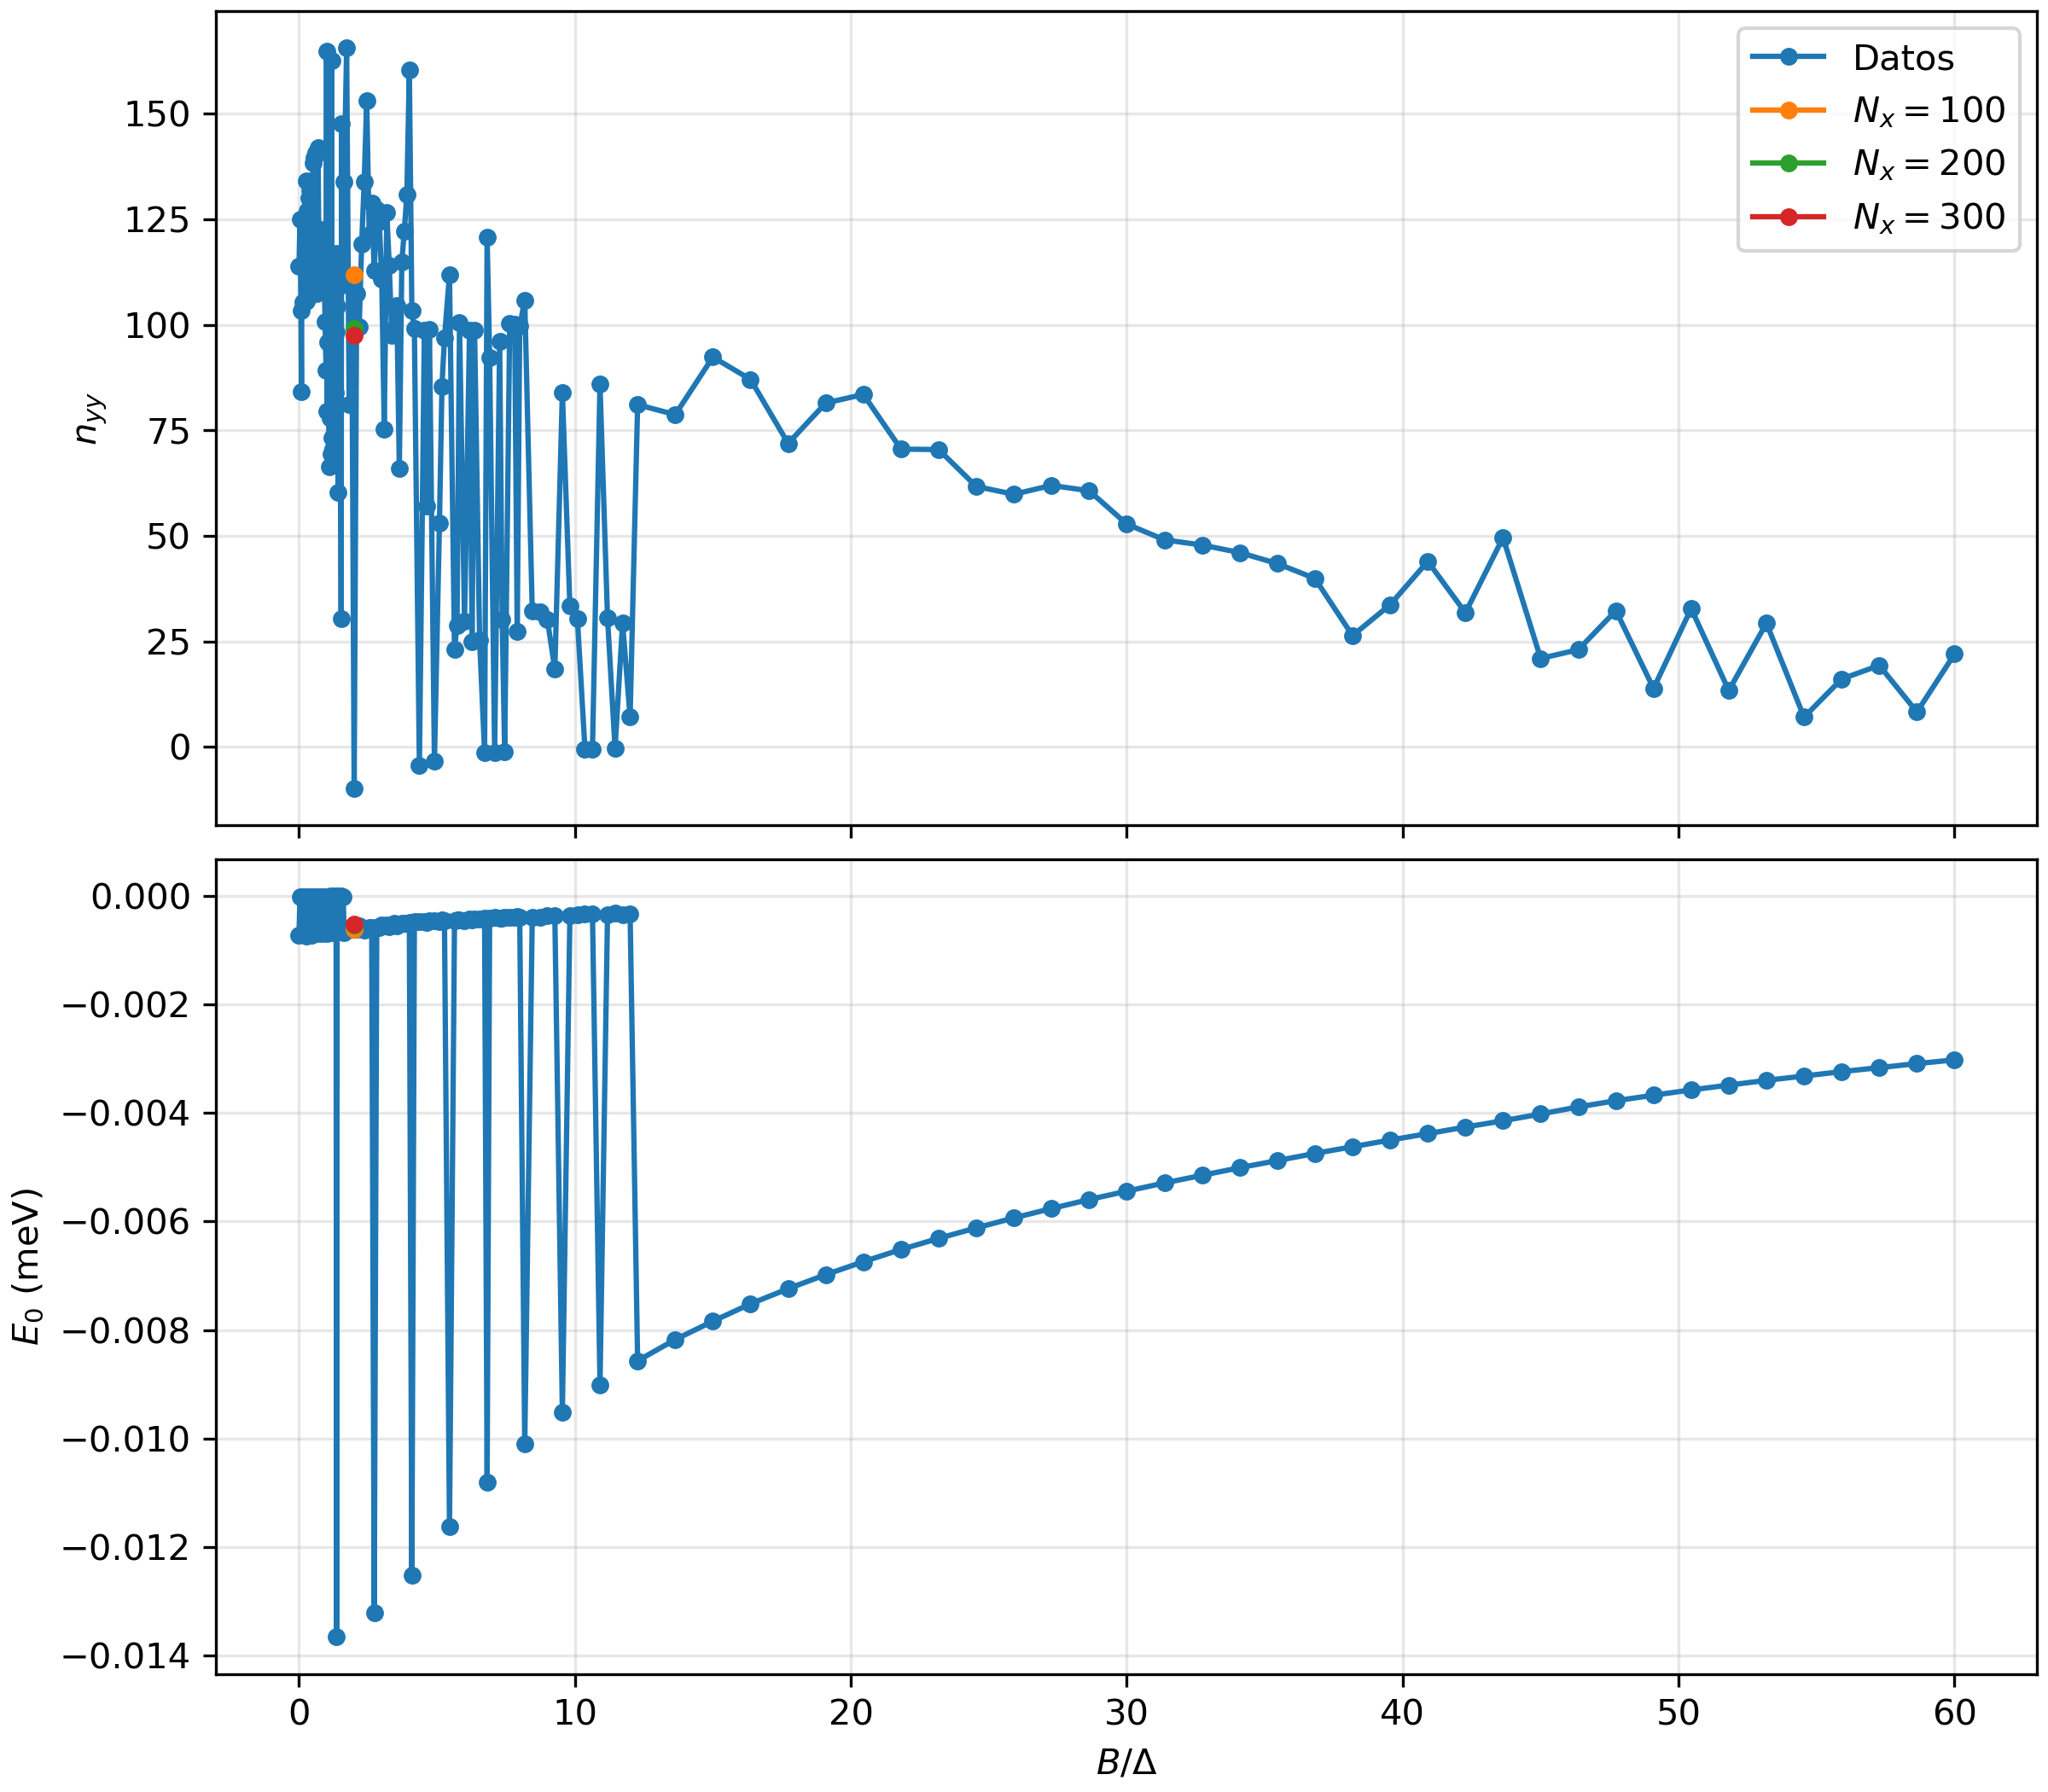 150
125
100
75
50
25
0
n_{yy}
Datos
N_x = 100
N_x = 200
N_x = 300
0.000
−0.002
−0.004
−0.006
−0.008
−0.010
−0.012
−0.014
E_0 (meV)
0 10 20 30 40 50 60
B/Δ